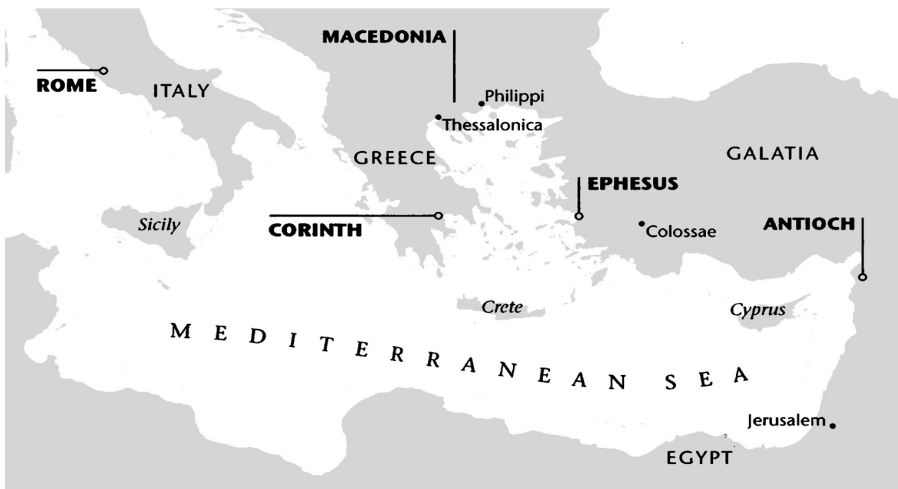 MACEDONIA
ROME
ITALY
Philippi
Thessalonica
GREECE
GALATIA
EPHESUS
Sicily
CORINTH
Colossae
ANTIOCH
Crete
Cyprus
MEDITERRANEAN SEA
Jerusalem
EGYPT